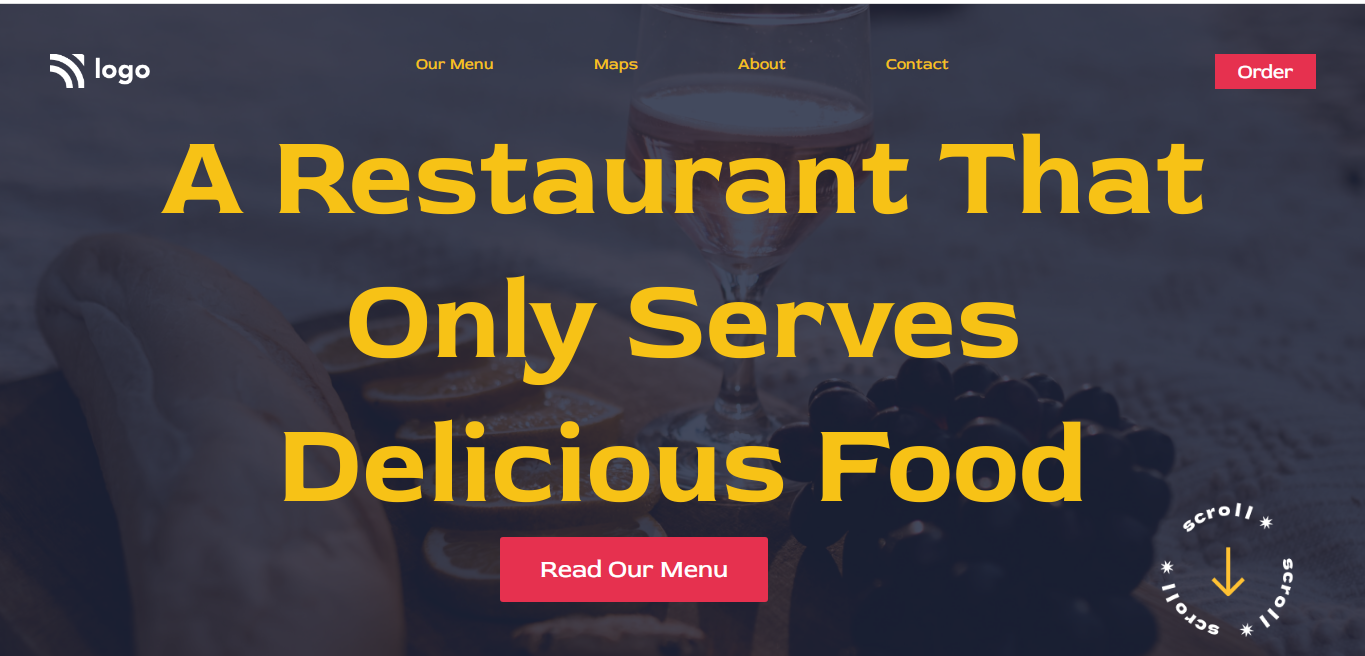 logo
Our Menu
Maps
About
Contact
Order
A Restaurant That
Only Serves
Delicious Food
Read Our Menu
scroll * scroll * scroll *